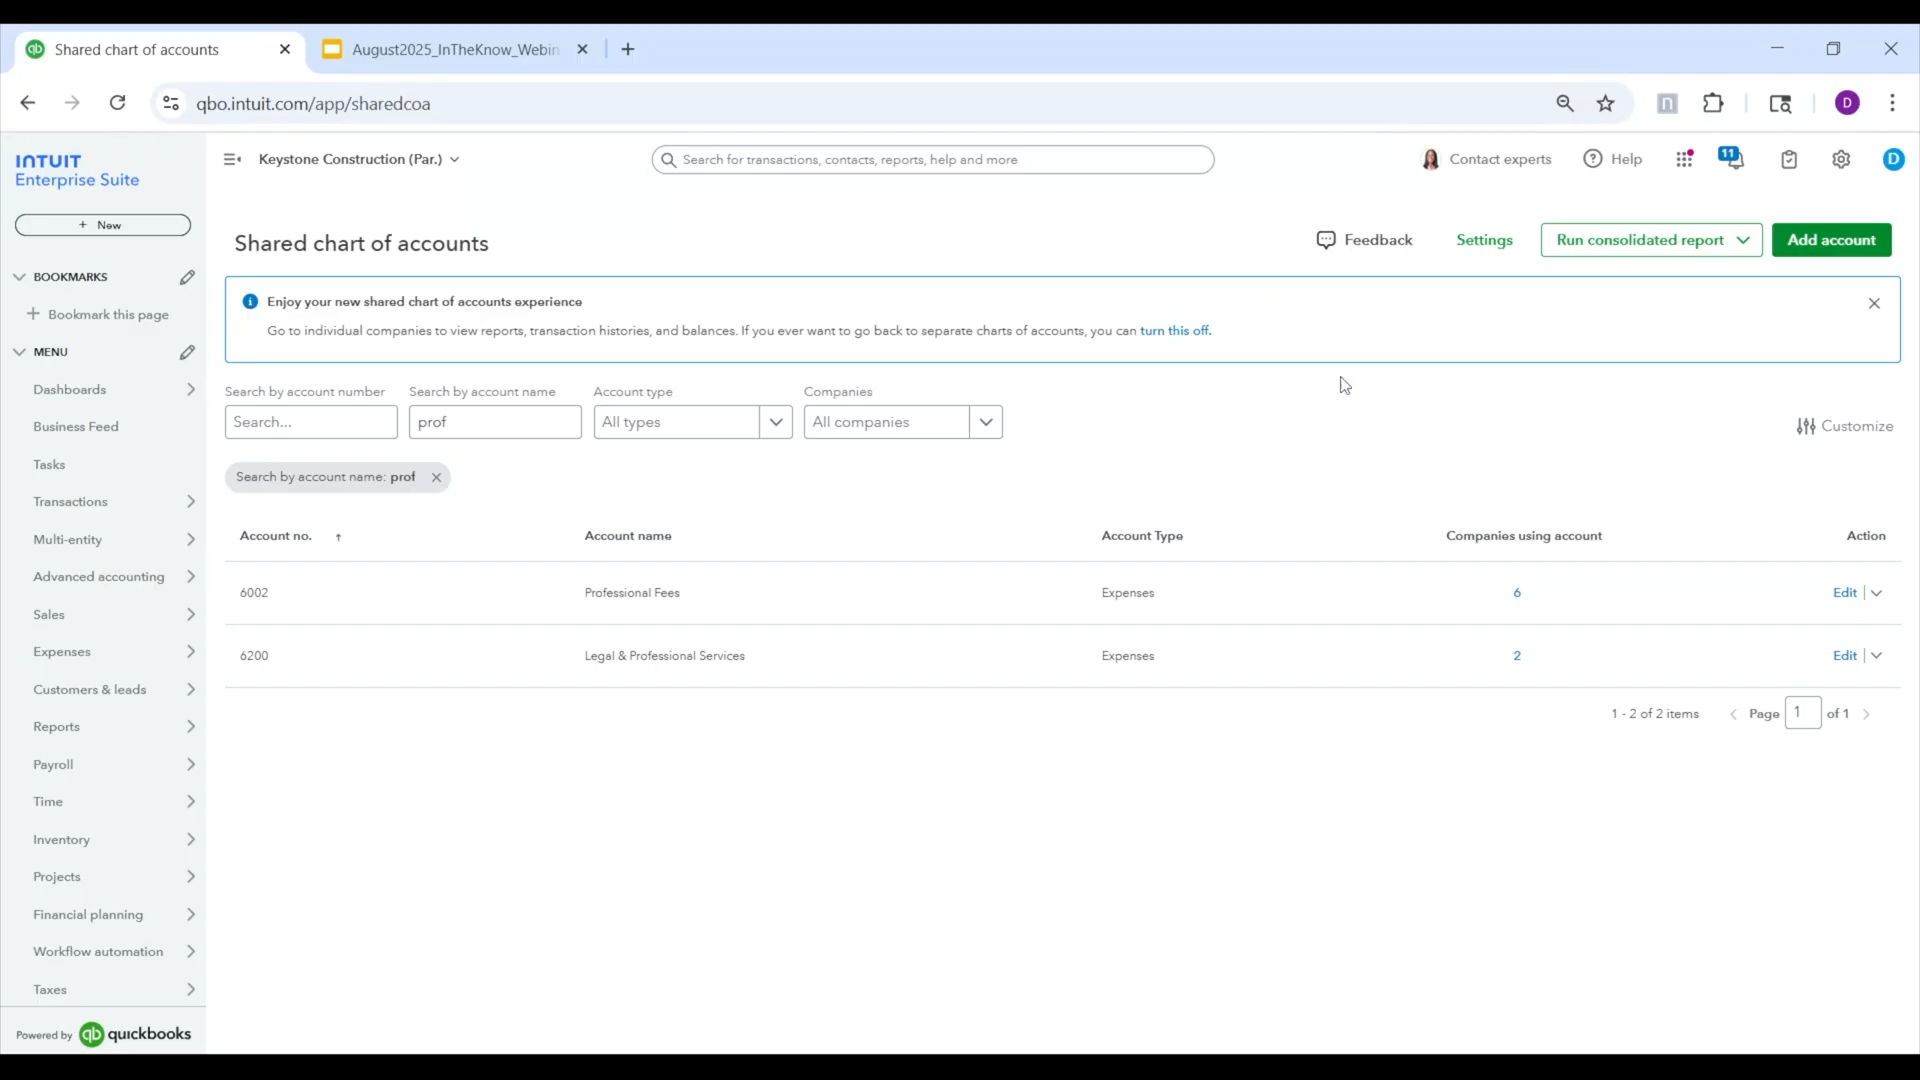 Shared chart of accounts
August2025_InTheKnow_Webin
qbo.intuit.com/app/sharedcoa
D
INTUIT
Enterprise Suite
Keystone Construction (Par.)
Search for transactions, contacts, reports, help and more
Contact experts
Help
11
D
+ New
BOOKMARKS
Bookmark this page
MENU
Dashboards
Business Feed
Tasks
Transactions
Multi-entity
Advanced accounting
Sales
Expenses
Customers & leads
Reports
Payroll
Time
Inventory
Projects
Financial planning
Workflow automation
Taxes
Powered by qb quickbooks
Shared chart of accounts
Feedback
Settings
Run consolidated report
Add account
Enjoy your new shared chart of accounts experience
Go to individual companies to view reports, transaction histories, and balances. If you ever want to go back to separate charts of accounts, you can turn this off.
Search by account number Search by account name Account type Companies
Search... prof All types All companies
Customize
Search by account name: prof
Account no. Account name Account Type Companies using account Action
6002 Professional Fees Expenses 6 Edit
6200 Legal & Professional Services Expenses 2 Edit
1 - 2 of 2 items Page 1 of 1